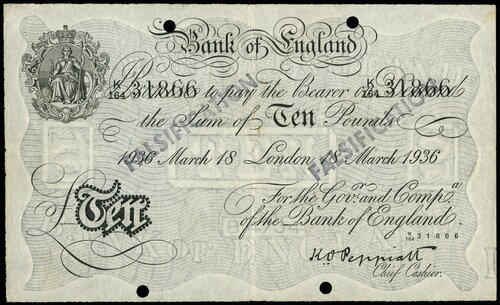 Bank of England
K/164 31866 K/164 31866
Promise to pay the Bearer on Demand
the Sum of Ten Pounds
1936 March 18 London 18 March 1936
FALSIFICATION FALSIFICATION
For the Govr. and Compa.
of the Bank of England.
K/164 31866
£Ten
K.O. Peppiatt
Chief Cashier.